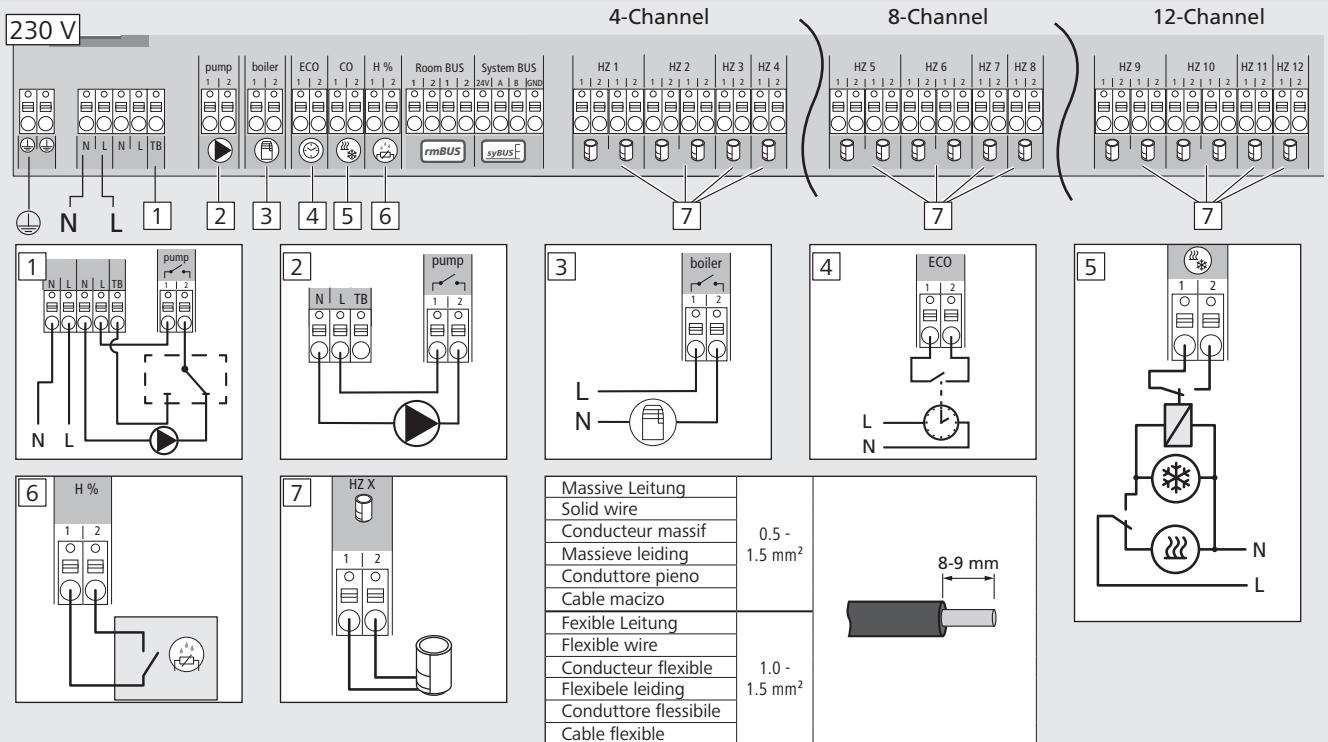 4-Channel 8-Channel 12-Channel
230 V
pump boiler ECO CO H % Room BUS System BUS HZ 1 HZ 2 HZ 3 HZ 4 HZ 5 HZ 6 HZ 7 HZ 8 HZ 9 HZ 10 HZ 11 HZ 12
1 2 1 2 1 2 1 2 1 2 1 2 1 2 24V A B GND 1 2 1 2 1 2 1 2 1 2 1 2 1 2 1 2 1 2 1 2 1 2 1 2 1 2 1 2 1 2 1 2 1 2 1 2
N L N L TB rmBUS syBUS
N L 1 2 3 4 5 6 7 7 7
1
pump
N L N L TB 1 2
N L
2
pump
N L TB 1 2
3
boiler
1 2
L
N
4
ECO
1 2
L
N
5
1 2
N
L
6
H %
1 2
7
HZ X
1 2
Massive Leitung
Solid wire
Conducteur massif
Massieve leiding
Conduttore pieno
Cable macizo
0.5 -
1.5 mm²
Fexible Leitung
Flexible wire
Conducteur flexible
Flexibele leiding
Conduttore flessibile
Cable flexible
1.0 -
1.5 mm²
8-9 mm